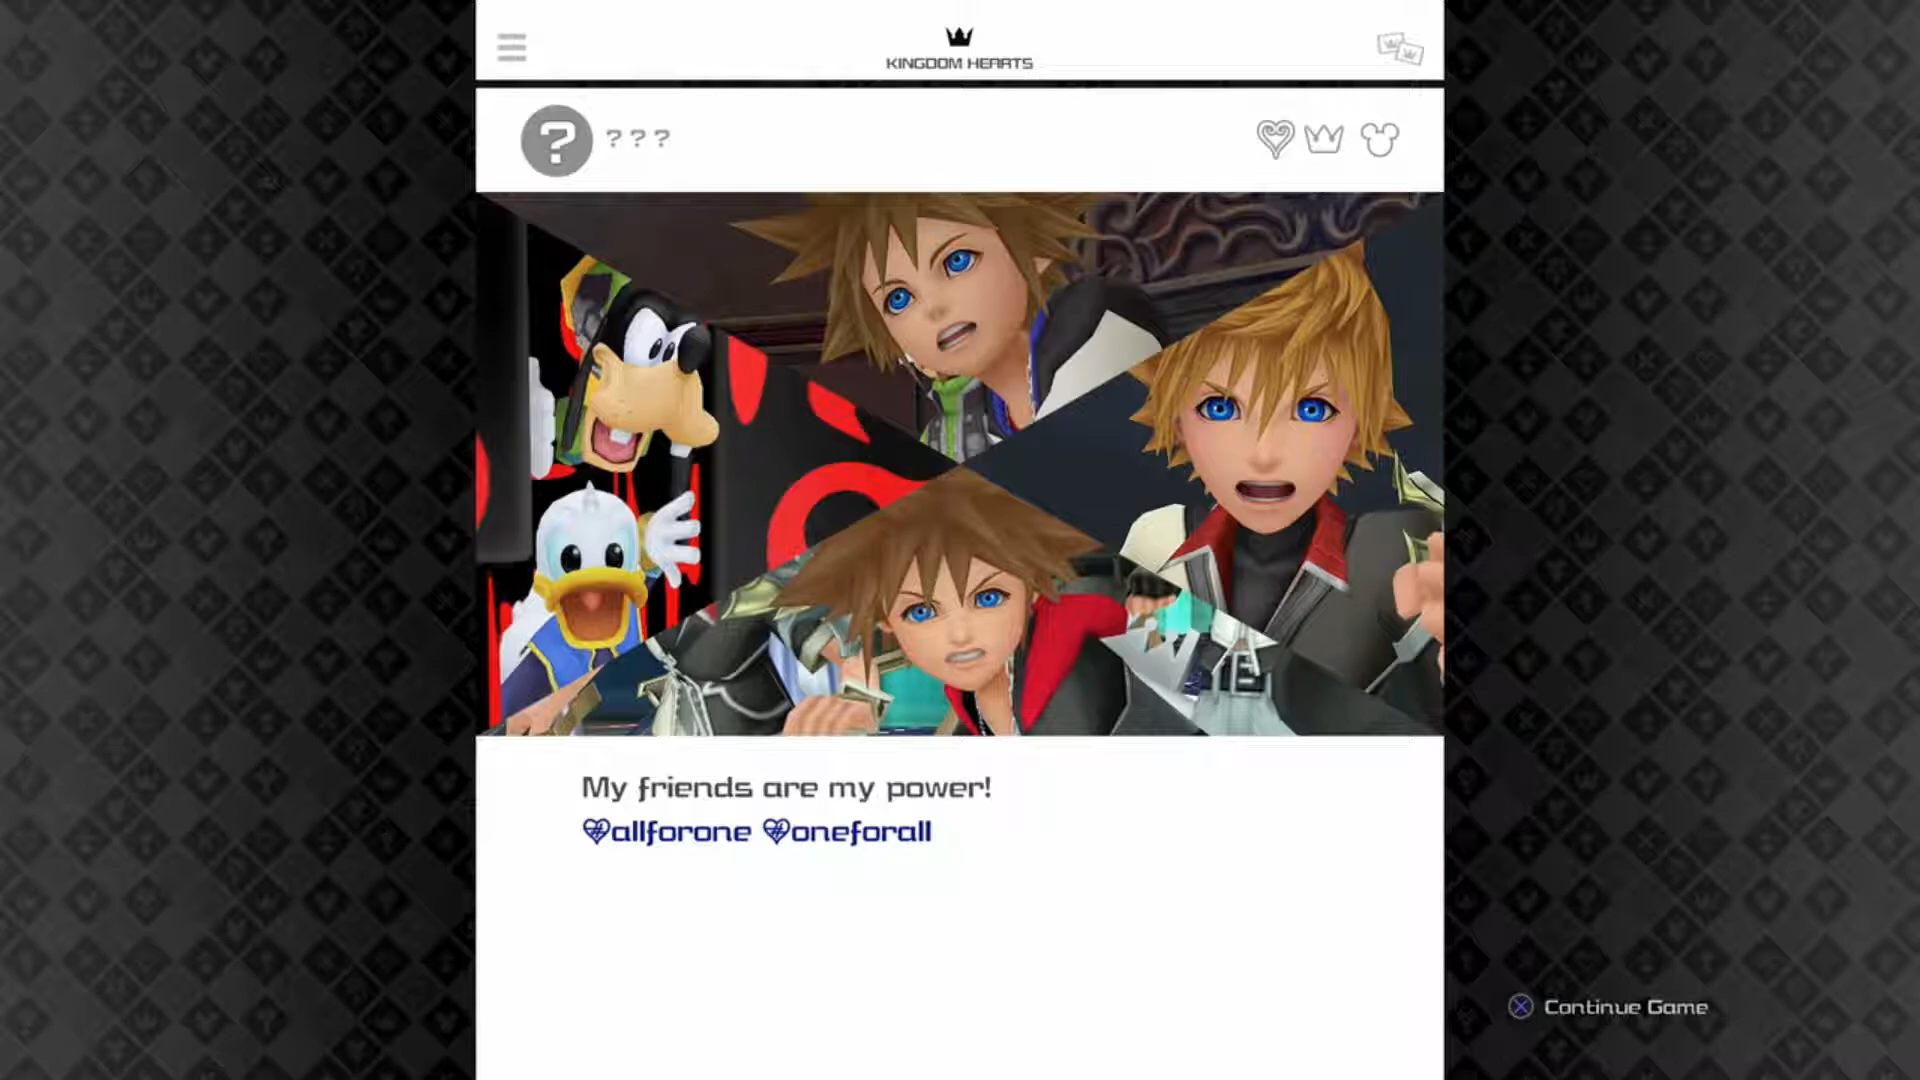 KINGDOM HEARTS
? ? ? ?
My friends are my power!
#allforone #oneforall
Continue Game